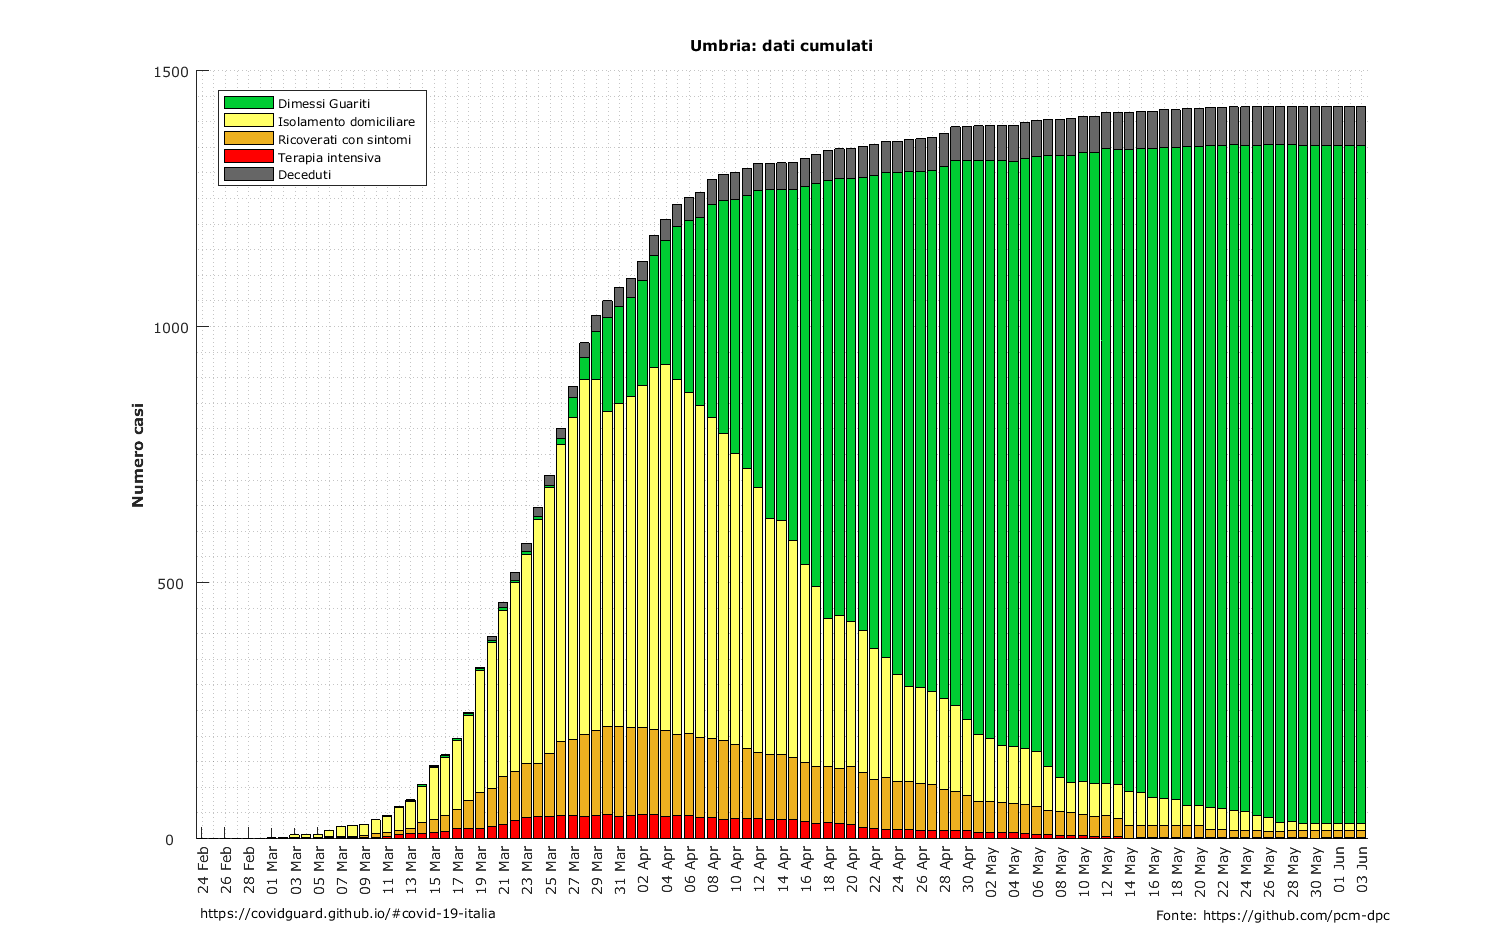 Umbria: dati cumulati
1500
1000
500
0
Numero casi
Dimessi Guariti
Isolamento domiciliare
Ricoverati con sintomi
Terapia intensiva
Deceduti
24 Feb
26 Feb
28 Feb
01 Mar
03 Mar
05 Mar
07 Mar
09 Mar
11 Mar
13 Mar
15 Mar
17 Mar
19 Mar
21 Mar
23 Mar
25 Mar
27 Mar
29 Mar
31 Mar
02 Apr
04 Apr
06 Apr
08 Apr
10 Apr
12 Apr
14 Apr
16 Apr
18 Apr
20 Apr
22 Apr
24 Apr
26 Apr
28 Apr
30 Apr
02 May
04 May
06 May
08 May
10 May
12 May
14 May
16 May
18 May
20 May
22 May
24 May
26 May
28 May
30 May
01 Jun
03 Jun
https://covidguard.github.io/#covid-19-italia
Fonte: https://github.com/pcm-dpc